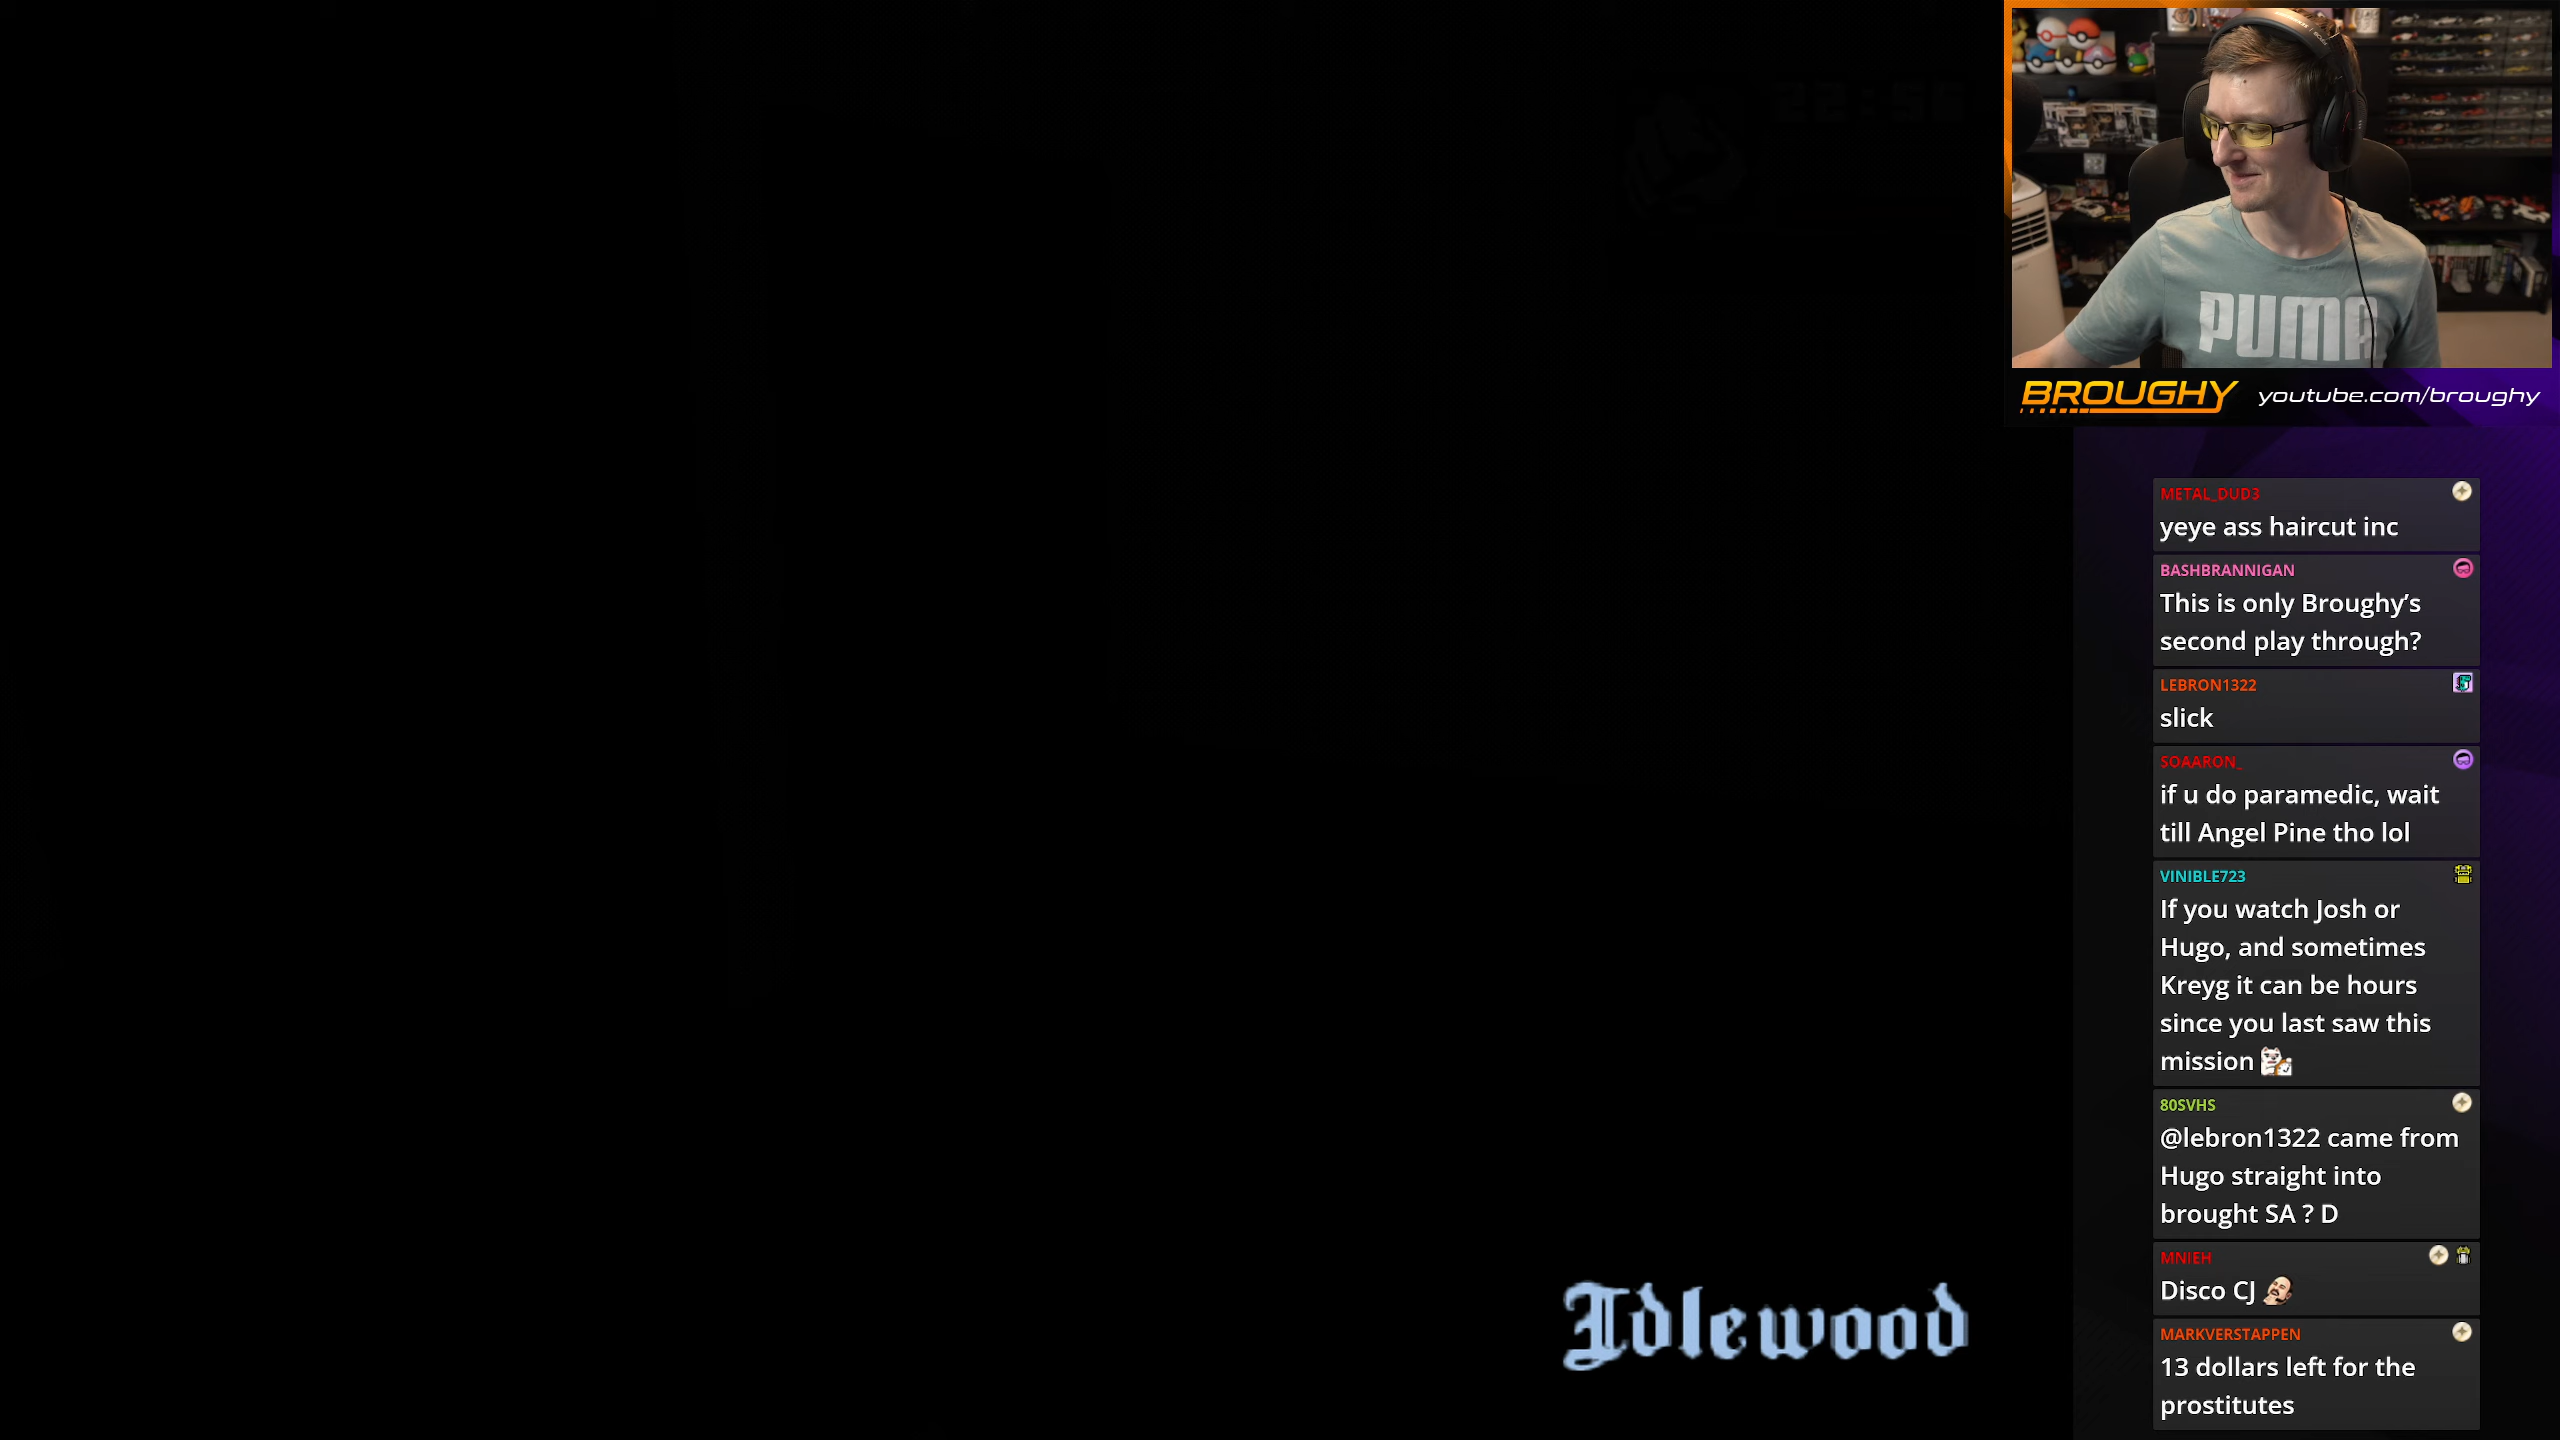 22:56
PUMA
BROUGHY youtube.com/broughy
METAL_DUD3
yeye ass haircut inc
BASHBRANNIGAN
This is only Broughy’s
second play through?
LEBRON1322
slick
SOAARON_
if u do paramedic, wait
till Angel Pine tho lol
VINIBLE723
If you watch Josh or
Hugo, and sometimes
Kreyg it can be hours
since you last saw this
mission
80SVHS
@lebron1322 came from
Hugo straight into
brought SA ? D
MNIEH
Disco CJ
MARKVERSTAPPEN
13 dollars left for the
prostitutes
Idlewood